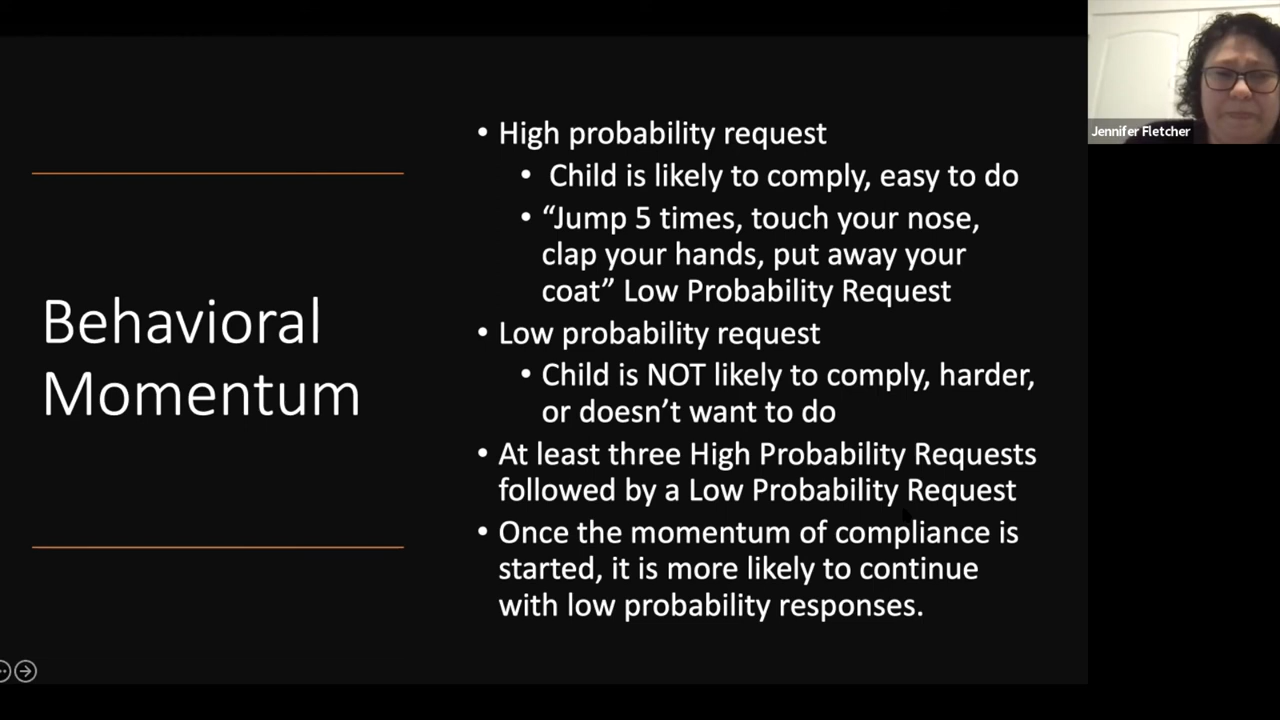 Behavioral
Momentum
• High probability request
• Child is likely to comply, easy to do
• “Jump 5 times, touch your nose,
clap your hands, put away your
coat” Low Probability Request
• Low probability request
• Child is NOT likely to comply, harder,
or doesn’t want to do
• At least three High Probability Requests
followed by a Low Probability Request
• Once the momentum of compliance is
started, it is more likely to continue
with low probability responses.
Jennifer Fletcher